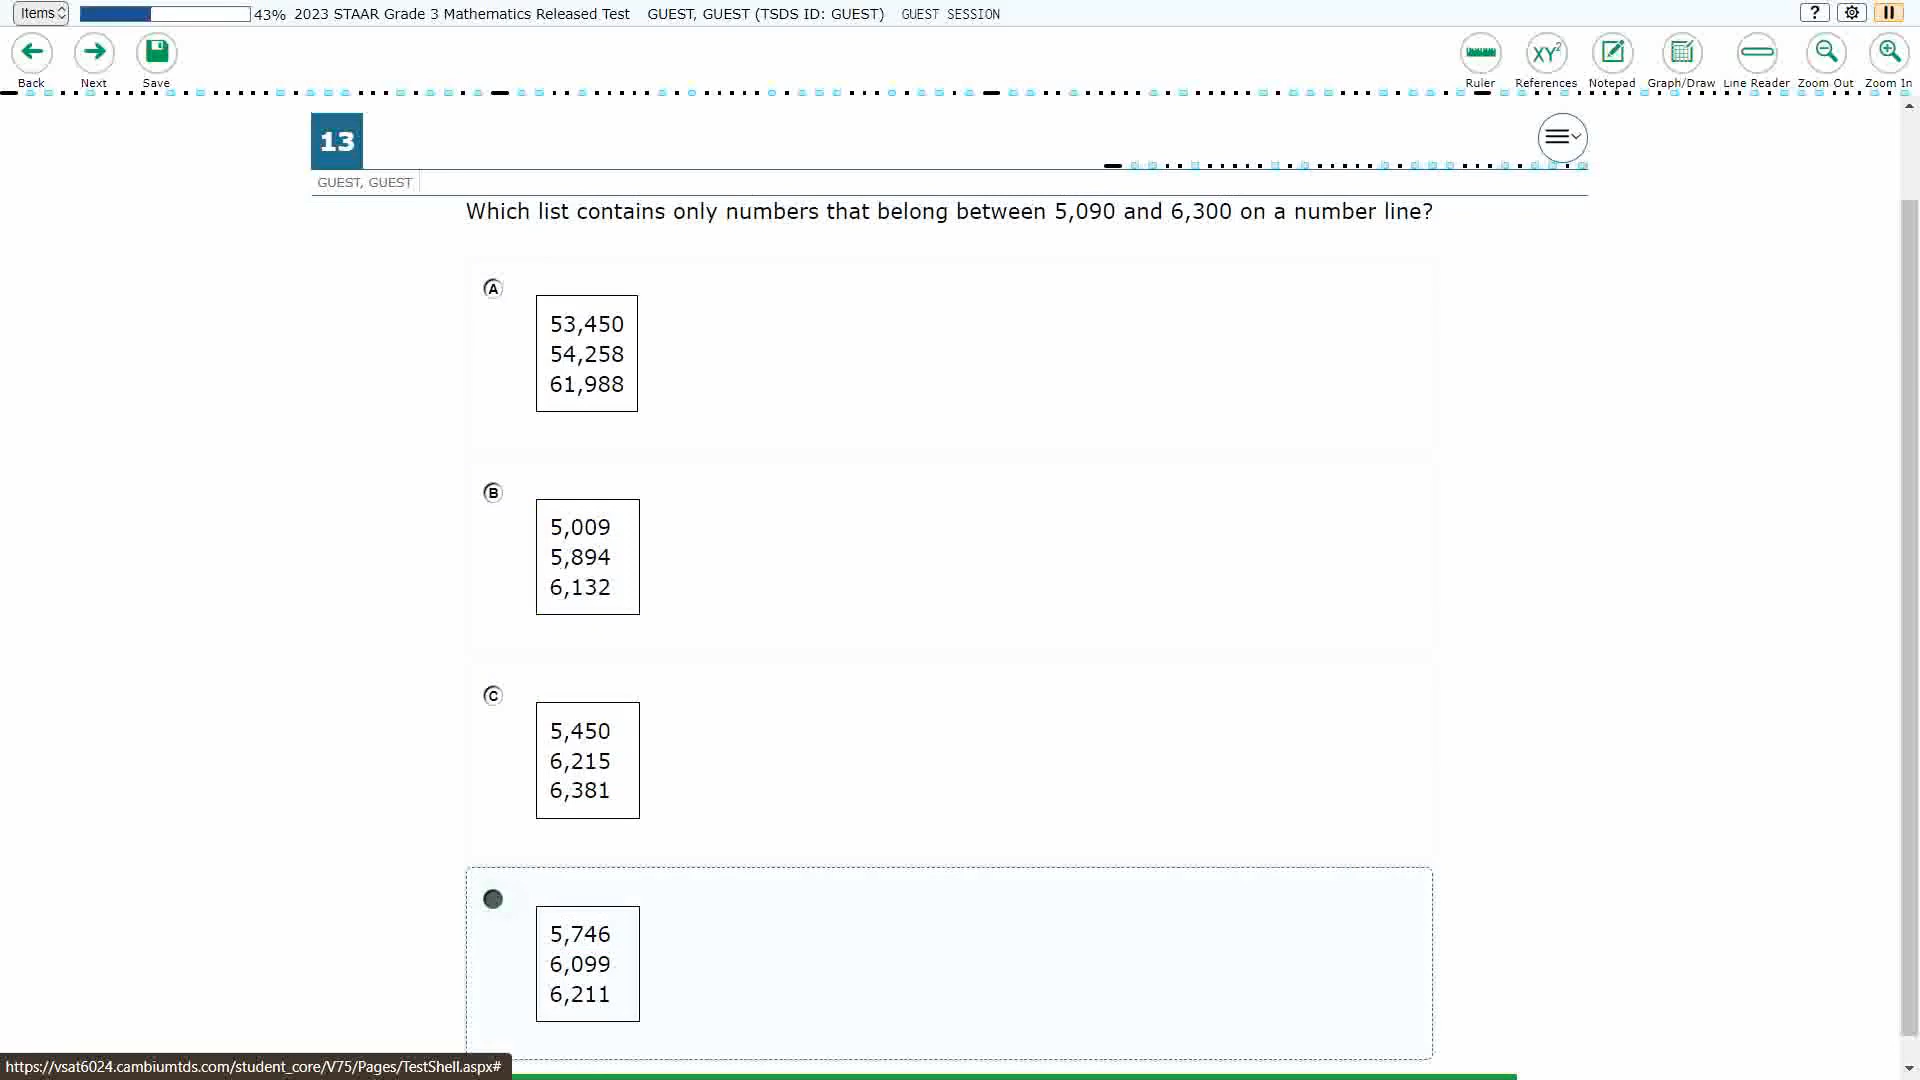 Items 43% 2023 STAAR Grade 3 Mathematics Released Test GUEST, GUEST (TSDS ID: GUEST) GUEST SESSION ?
Back Next Save Ruler XY² References Notepad Graph/Draw Line Reader Zoom Out Zoom In
13
GUEST, GUEST
Which list contains only numbers that belong between 5,090 and 6,300 on a number line?
A
53,450
54,258
61,988
B
5,009
5,894
6,132
C
5,450
6,215
6,381
5,746
6,099
6,211
https://vsat6024.cambiumtds.com/student_core/V75/Pages/TestShell.aspx#